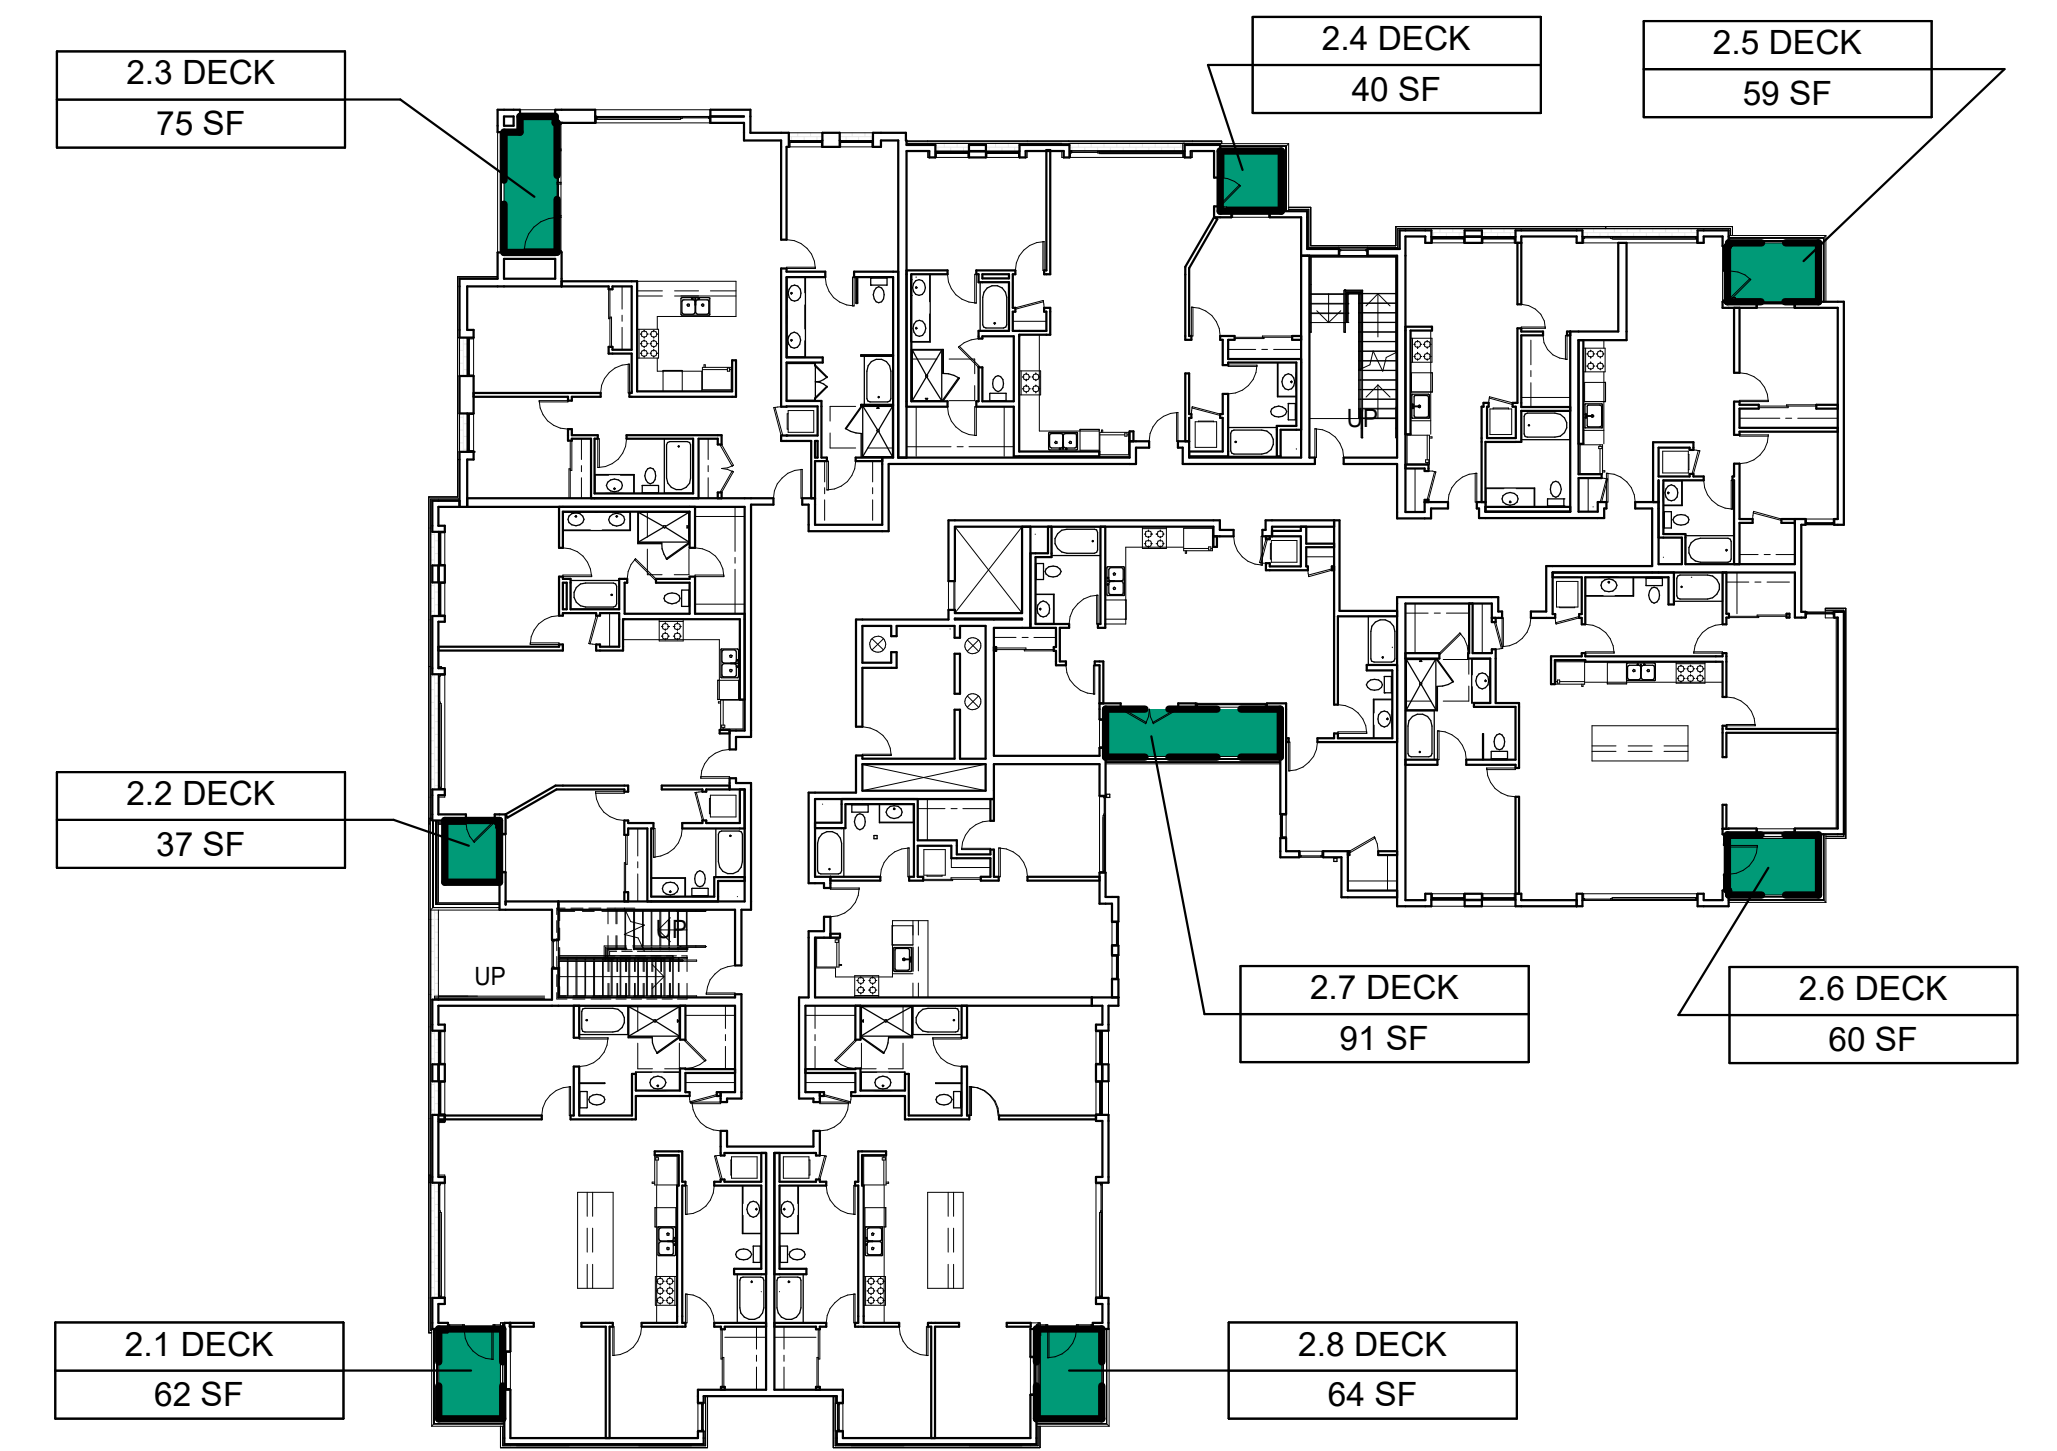 2.4 DECK
40 SF
2.5 DECK
59 SF
2.3 DECK
75 SF
UP
2.2 DECK
37 SF
UP
UP
2.7 DECK
91 SF
2.6 DECK
60 SF
2.1 DECK
62 SF
2.8 DECK
64 SF